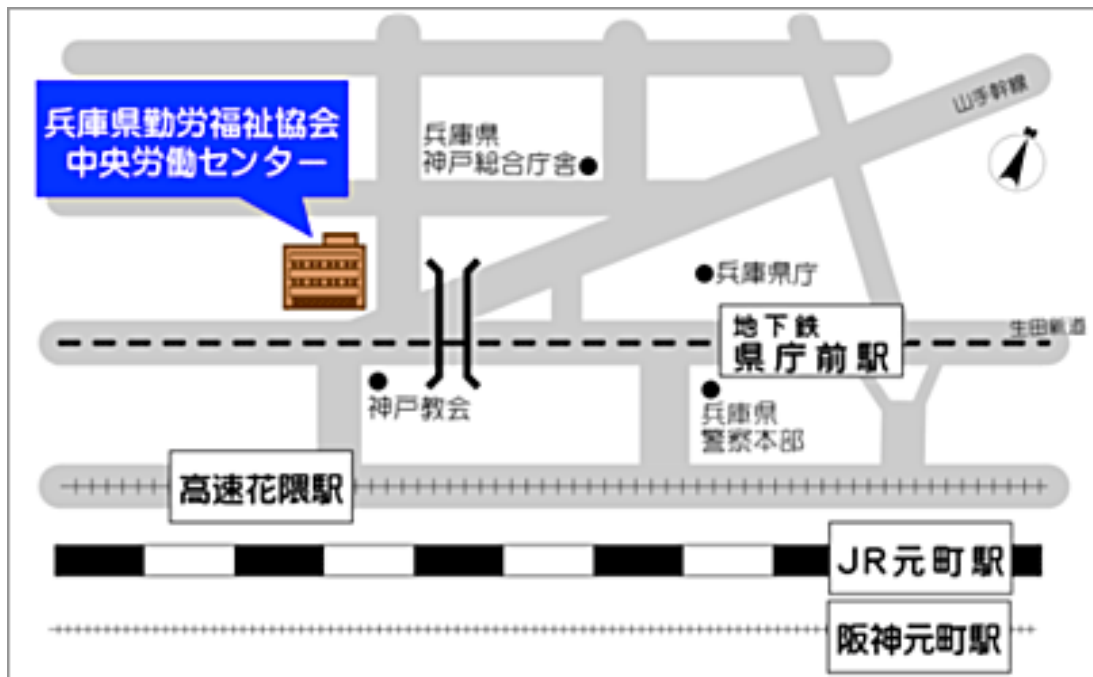 山手幹線
兵庫県勤労福祉協会
中央労働センター
兵庫県
神戸総合庁舎
兵庫県庁
生田新道
地下鉄
県庁前駅
神戸教会
兵庫県
警察本部
高速花隈駅
JR元町駅
阪神元町駅